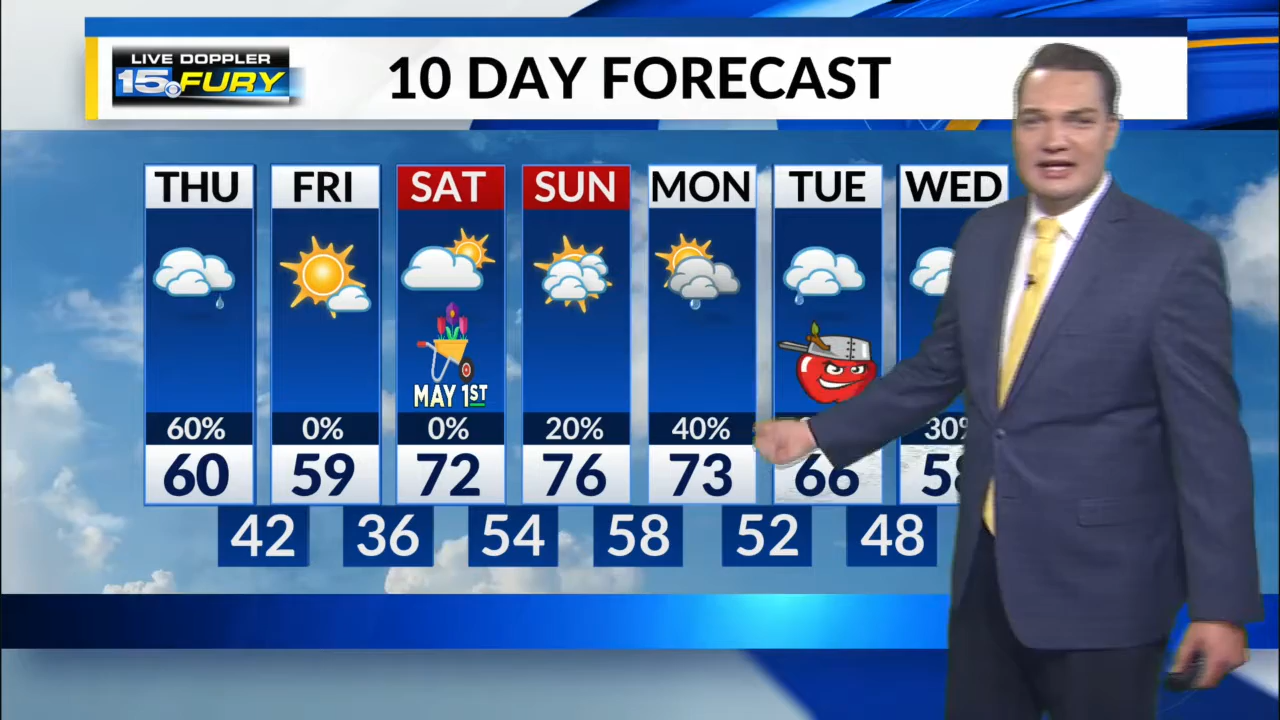 LIVE DOPPLER
15 FURY
10 DAY FORECAST
THU FRI SAT SUN MON TUE WED
MAY 1ST
60% 0% 0% 20% 40% 30%
60 59 72 76 73 66
42 36 54 58 52 48